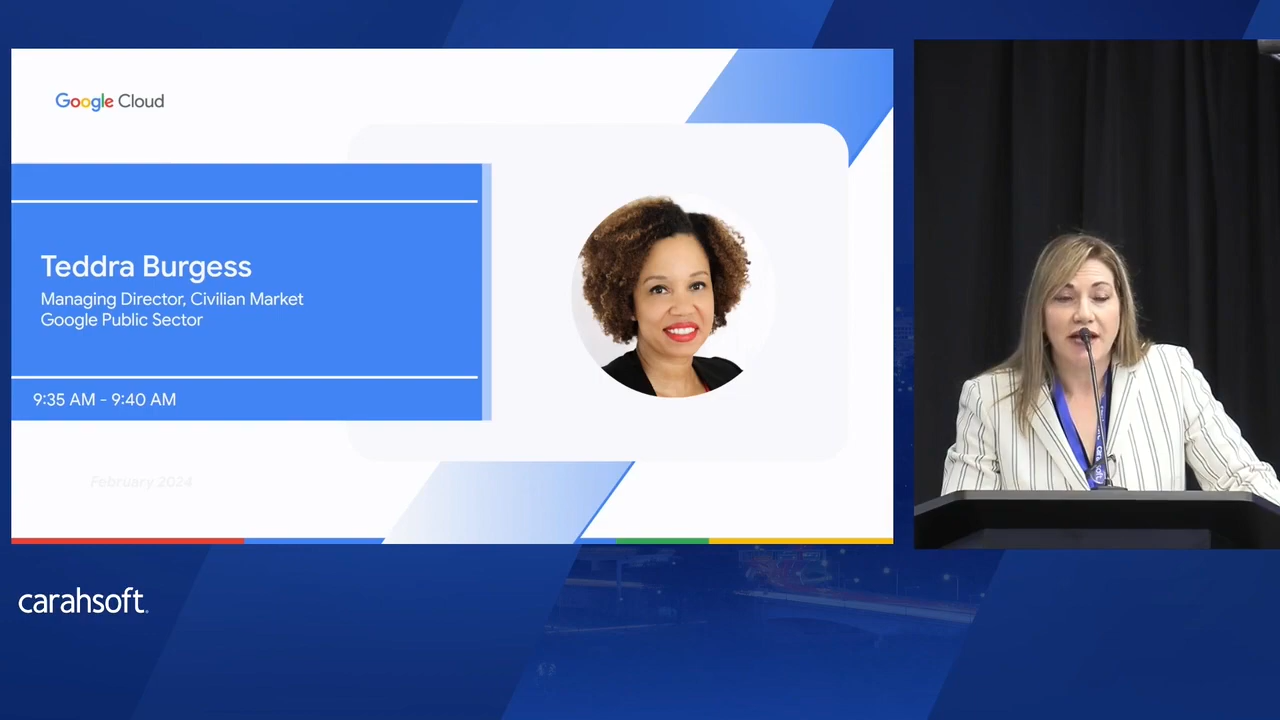 Google Cloud
Teddra Burgess
Managing Director, Civilian Market
Google Public Sector
9:35 AM - 9:40 AM
February 2024
carahsoft.